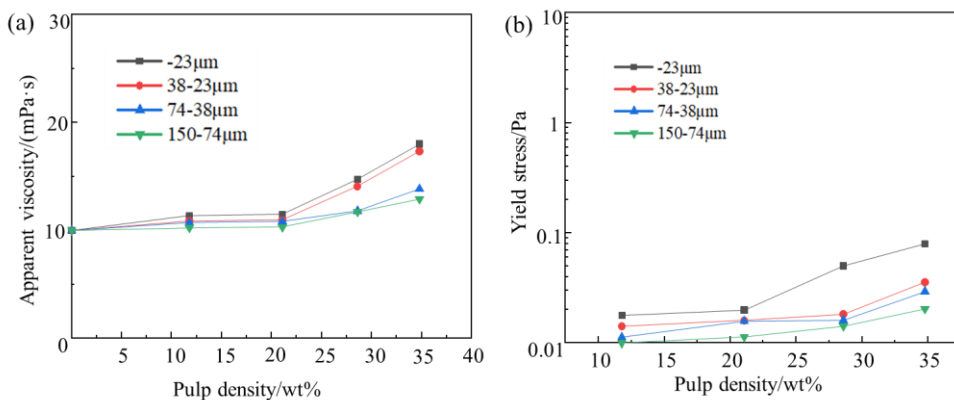 (a)
Apparent viscosity/(mPa·s)
30
20
10
0
-23μm
38-23μm
74-38μm
150-74μm
5 10 15 20 25 30 35 40
Pulp density/wt%
(b)
Yield stress/Pa
10
1
0.1
0.01
-23μm
38-23μm
74-38μm
150-74μm
10 15 20 25 30 35
Pulp density/wt%